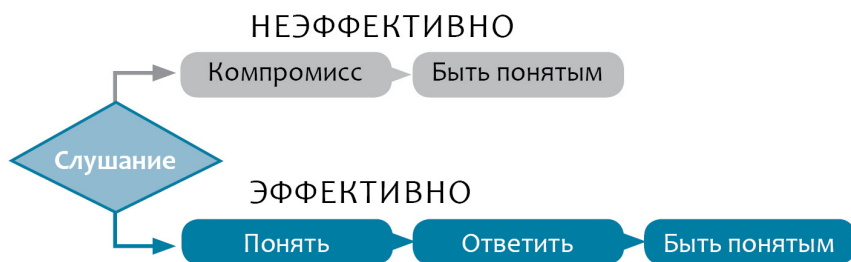 НЕЭФФЕКТИВНО
Компромисс
Быть понятым
Слушание
ЭФФЕКТИВНО
Понять
Ответить
Быть понятым